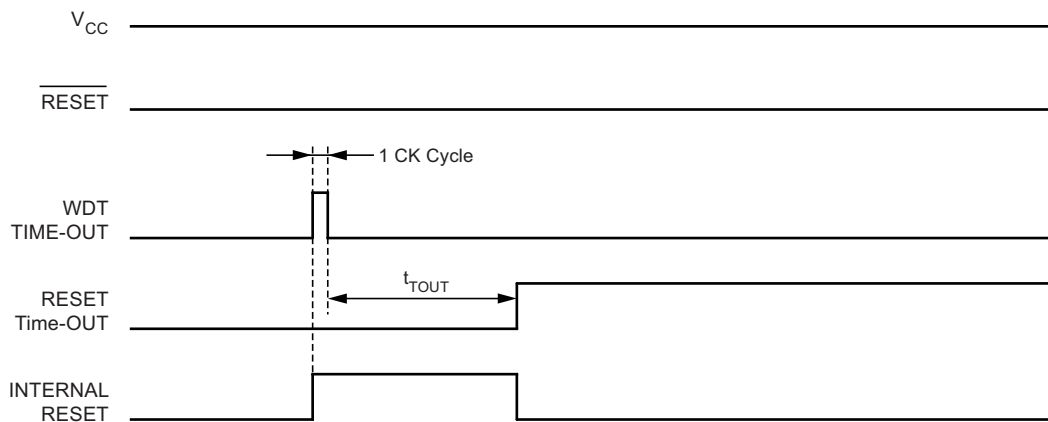 VCC
RESET
1 CK Cycle
WDT
TIME-OUT
tTOUT
RESET
Time-OUT
INTERNAL
RESET